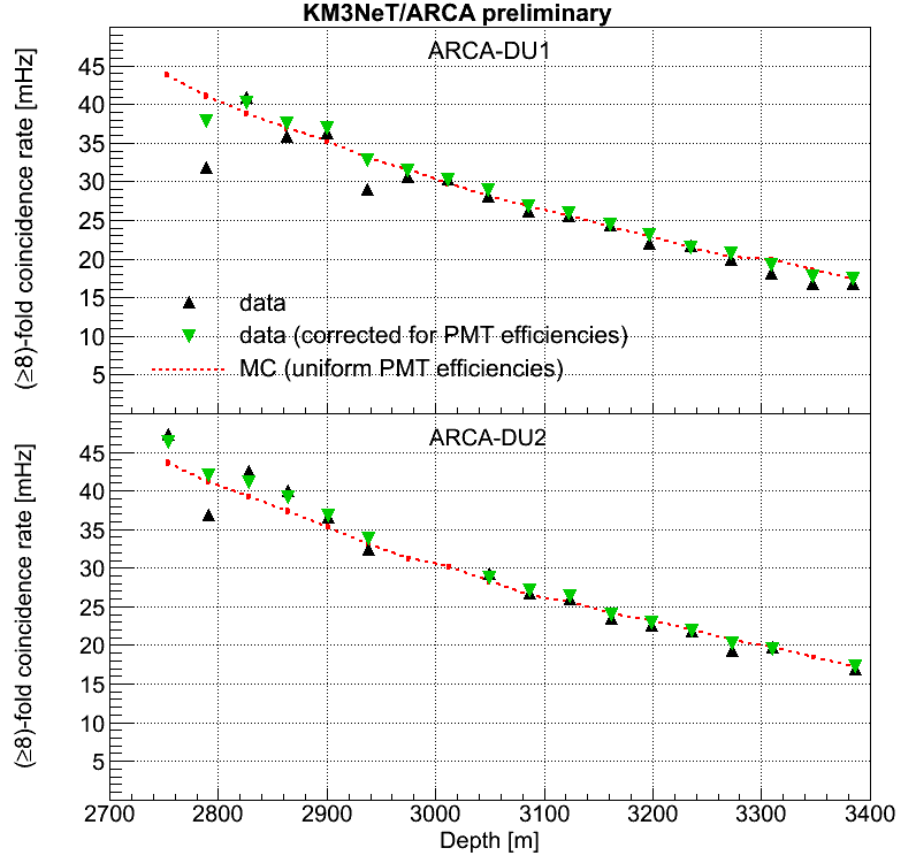 KM3NeT/ARCA preliminary
ARCA-DU1
(≥8)-fold coincidence rate [mHz]
45
40
35
30
25
20
15
10
5
data
data (corrected for PMT efficiencies)
MC (uniform PMT efficiencies)
ARCA-DU2
(≥8)-fold coincidence rate [mHz]
45
40
35
30
25
20
15
10
5
2700 2800 2900 3000 3100 3200 3300 3400
Depth [m]